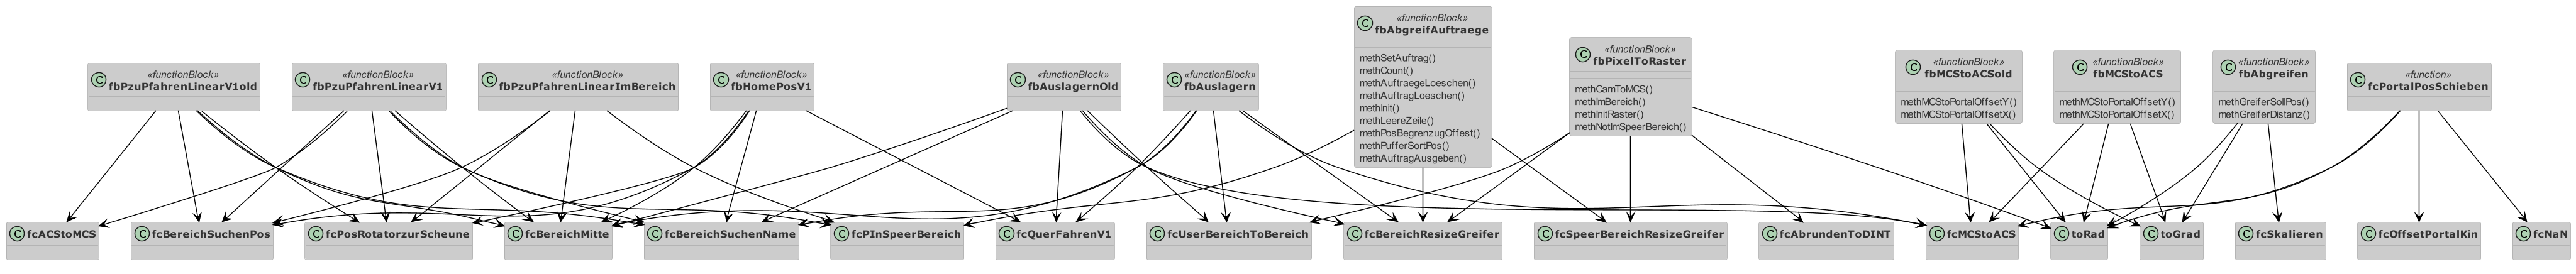 C «functionBlock»
fbPzuPfahrenLinearV1old
C «functionBlock»
fbPzuPfahrenLinearV1
C «functionBlock»
fbPzuPfahrenLinearImBereich
C «functionBlock»
fbHomePosV1
C «functionBlock»
fbAuslagernOld
C «functionBlock»
fbAuslagern
C «functionBlock»
fbAbgreifAuftraege
methSetAuftrag()
methCount()
methAuftraegeLoeschen()
methAuftragLoeschen()
methInit()
methLeereZeile()
methPosBegrenzugOffest()
methPufferSortPos()
methAuftragAusgeben()
C «functionBlock»
fbPixelToRaster
methCamToMCS()
methImBereich()
methInitRaster()
methNotImSpeerBereich()
C «functionBlock»
fbMCStoACSold
methMCStoPortalOffsetY()
methMCStoPortalOffsetX()
C «functionBlock»
fbMCStoACS
methMCStoPortalOffsetY()
methMCStoPortalOffsetX()
C «functionBlock»
fbAbgreifen
methGreiferSollPos()
methGreiferDistanz()
C «function»
fcPortalPosSchieben
C fcACStoMCS
C fcBereichSuchenPos
C fcPosRotatorzurScheune
C fcBereichMitte
C fcBereichSuchenName
C fcPInSpeerBereich
C fcQuerFahrenV1
C fcUserBereichToBereich
C fcBereichResizeGreifer
C fcSpeerBereichResizeGreifer
C fcAbrundenToDINT
C fcMCStoACS
C toRad
C toGrad
C fcSkalieren
C fcOffsetPortalKin
C fcNaN